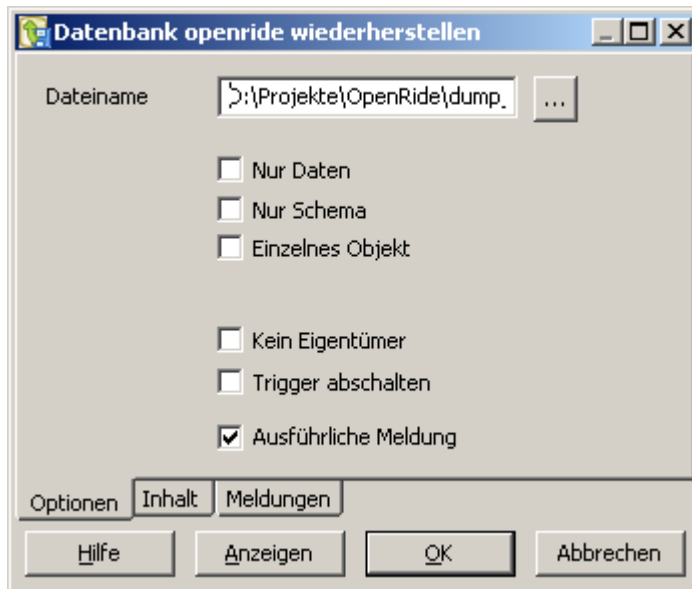 Datenbank openride wiederherstellen
Dateiname :\Projekte\OpenRide\dump_ ...
Nur Daten
Nur Schema
Einzelnes Objekt
Kein Eigentümer
Trigger abschalten
Ausführliche Meldung
Optionen Inhalt Meldungen
Hilfe Anzeigen OK Abbrechen